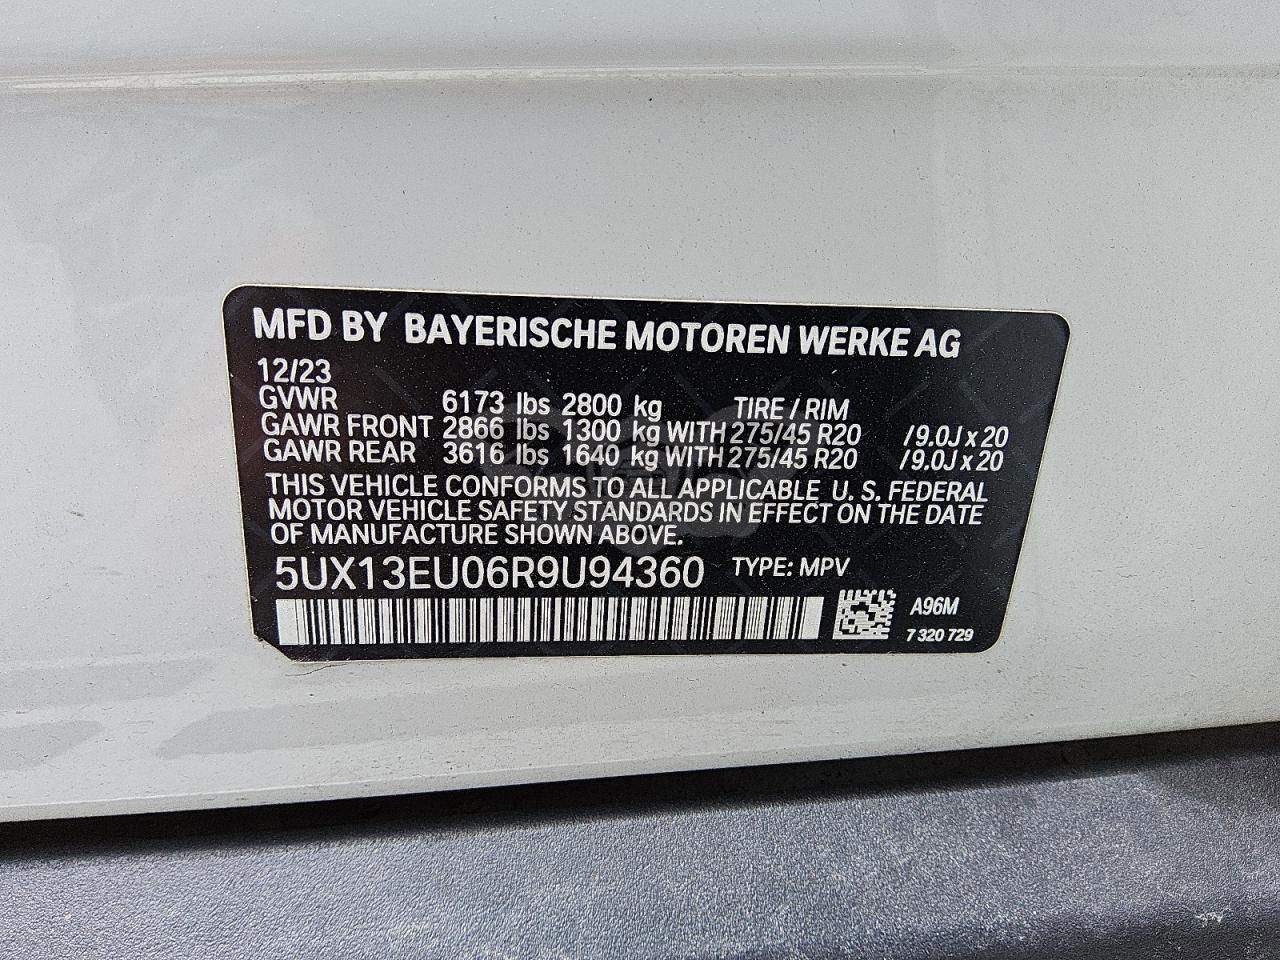 MFD BY BAYERISCHE MOTOREN WERKE AG
12/23
GVWR 6173 lbs 2800 kg TIRE / RIM
GAWR FRONT 2866 lbs 1300 kg WITH 275/45 R20 / 9.0J x 20
GAWR REAR 3616 lbs 1640 kg WITH 275/45 R20 / 9.0J x 20
THIS VEHICLE CONFORMS TO ALL APPLICABLE U. S. FEDERAL
MOTOR VEHICLE SAFETY STANDARDS IN EFFECT ON THE DATE
OF MANUFACTURE SHOWN ABOVE.
5UX13EU06R9U94360 TYPE: MPV
A96M
7 320 729